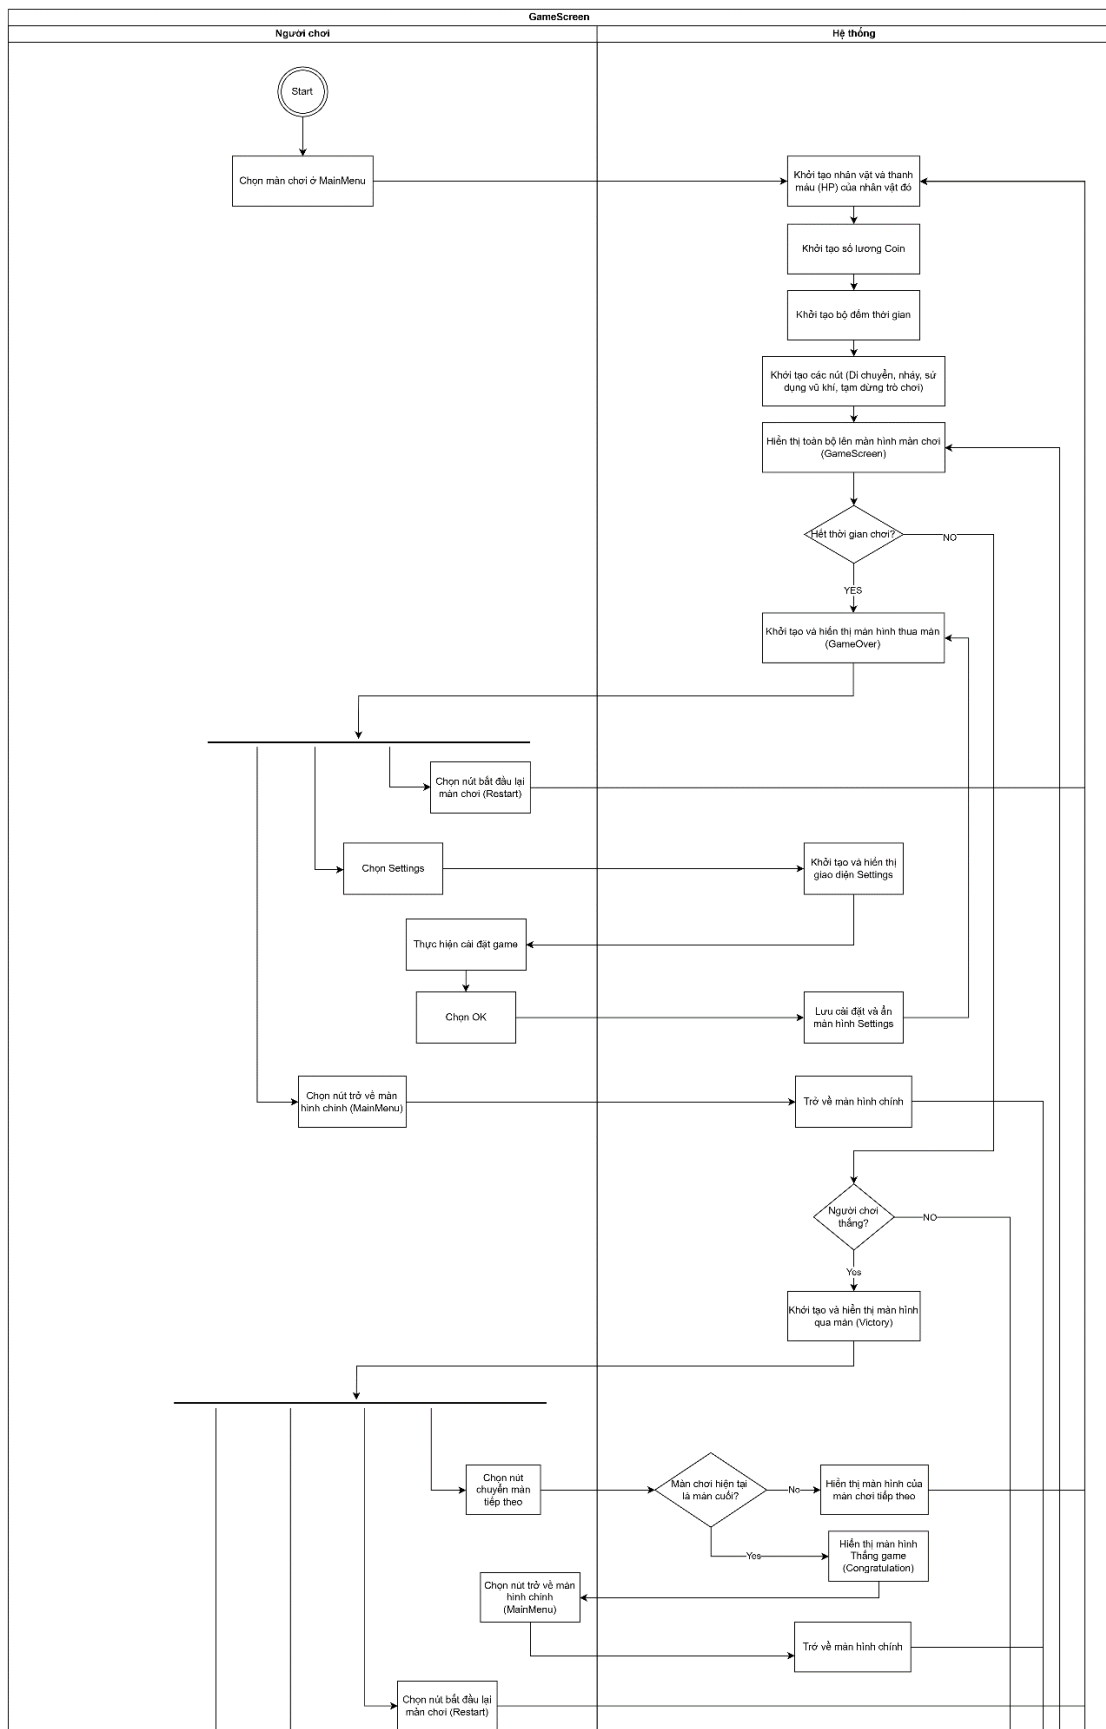 GameScreen
Người chơi
Hệ thống
Start
Chọn màn chơi ở MainMenu
Khởi tạo nhân vật và thanh
máu (HP) của nhân vật đó
Khởi tạo số lương Coin
Khởi tạo bộ đếm thời gian
Khởi tạo các nút (Di chuyển, nhảy, sử
dụng vũ khí, tạm dừng trò chơi)
Hiển thị toàn bộ lên màn hình màn chơi
(GameScreen)
Hết thời gian chơi?
NO
YES
Khởi tạo và hiển thị màn hình thua màn
(GameOver)
Chọn nút bắt đầu lại
màn chơi (Restart)
Chọn Settings
Khởi tạo và hiển thị
giao diện Settings
Thực hiện cài đặt game
Chọn OK
Lưu cài đặt và ẩn
màn hình Settings
Chọn nút trở về màn
hình chính (MainMenu)
Trở về màn hình chính
Người chơi
thắng?
NO
Yes
Khởi tạo và hiển thị màn hình
qua màn (Victory)
Chọn nút
chuyển màn
tiếp theo
Màn chơi hiện tại
là màn cuối?
No
Hiển thị màn hình của
màn chơi tiếp theo
Yes
Hiển thị màn hình
Thắng game
(Congratulation)
Chọn nút trở về màn
hình chính
(MainMenu)
Trở về màn hình chính
Chọn nút bắt đầu lại
màn chơi (Restart)